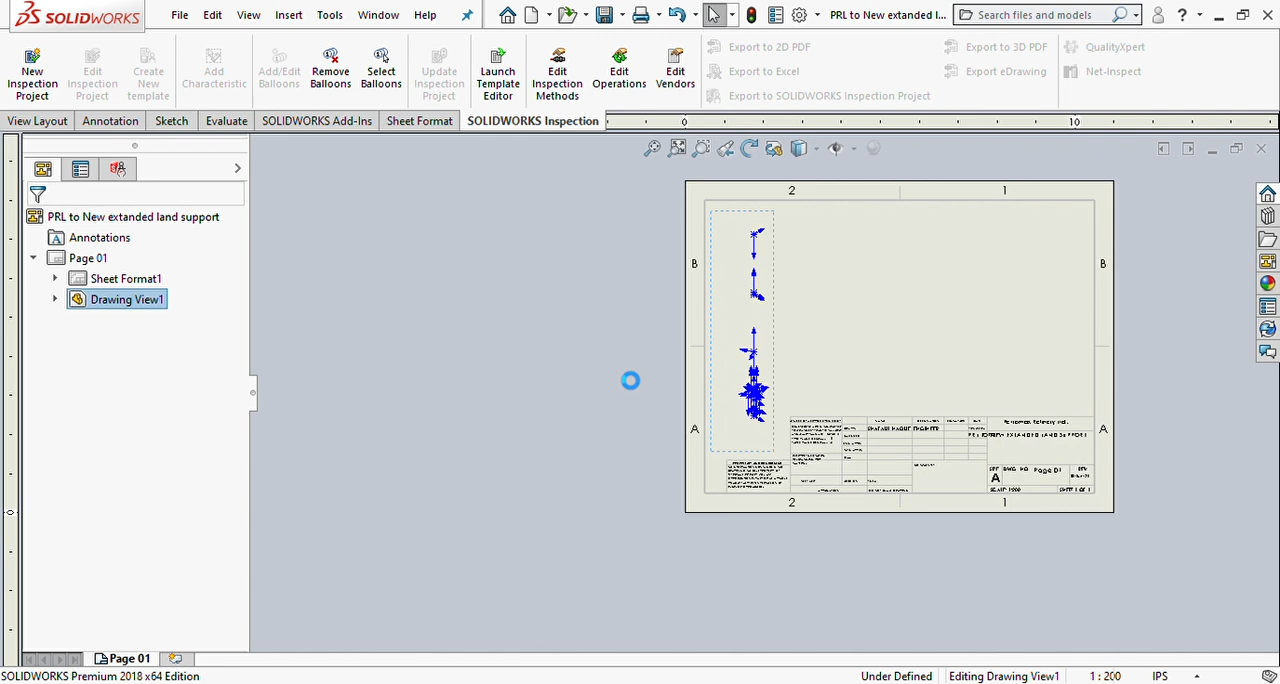 SOLIDWORKS File Edit View Insert Tools Window Help PRL to New extanded l... Search files and models ?
New Inspection Project
Edit Inspection Project
Create New template
Add Characteristic
Add/Edit Balloons
Remove Balloons
Select Balloons
Update Inspection Project
Launch Template Editor
Edit Inspection Methods
Edit Operations
Edit Vendors
Export to 2D PDF
Export to Excel
Export to SOLIDWORKS Inspection Project
Export to 3D PDF
Export eDrawing
QualityXpert
Net-Inspect
View Layout Annotation Sketch Evaluate SOLIDWORKS Add-Ins Sheet Format SOLIDWORKS Inspection 0 10
PRL to New extanded land support
Annotations
Page 01
Sheet Format1
Drawing View1
2 1
B B
A A
Page 01
A
SHEET 1 OF 1
2 1
Page 01
SOLIDWORKS Premium 2018 x64 Edition Under Defined Editing Drawing View1 1 : 200 IPS